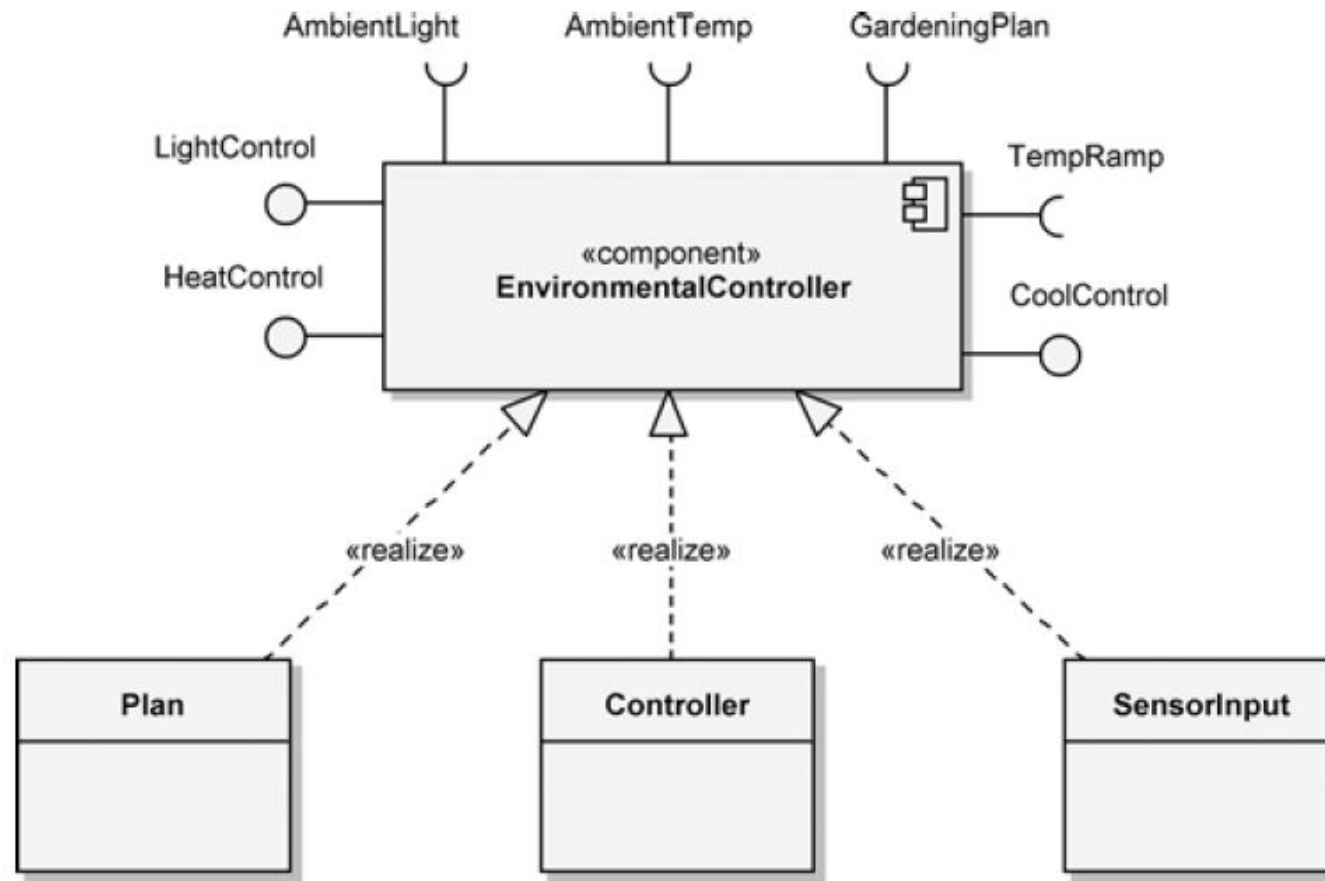 AmbientLight
AmbientTemp
GardeningPlan
LightControl
TempRamp
«component»
EnvironmentalController
HeatControl
CoolControl
«realize»
«realize»
«realize»
Plan
Controller
SensorInput